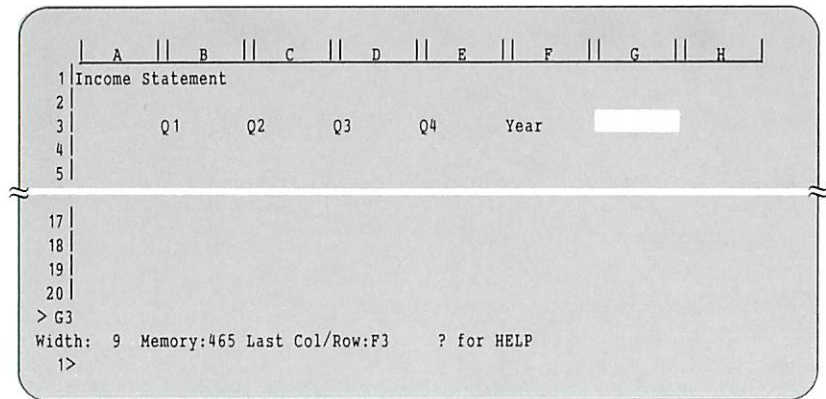 | A || B || C || D || E || F || G || H |
1 |Income Statement
2 |
3 | Q1 Q2 Q3 Q4 Year
4 |
5 |
17 |
18 |
19 |
20 |
> G3
Width: 9 Memory:465 Last Col/Row:F3 ? for HELP
1>